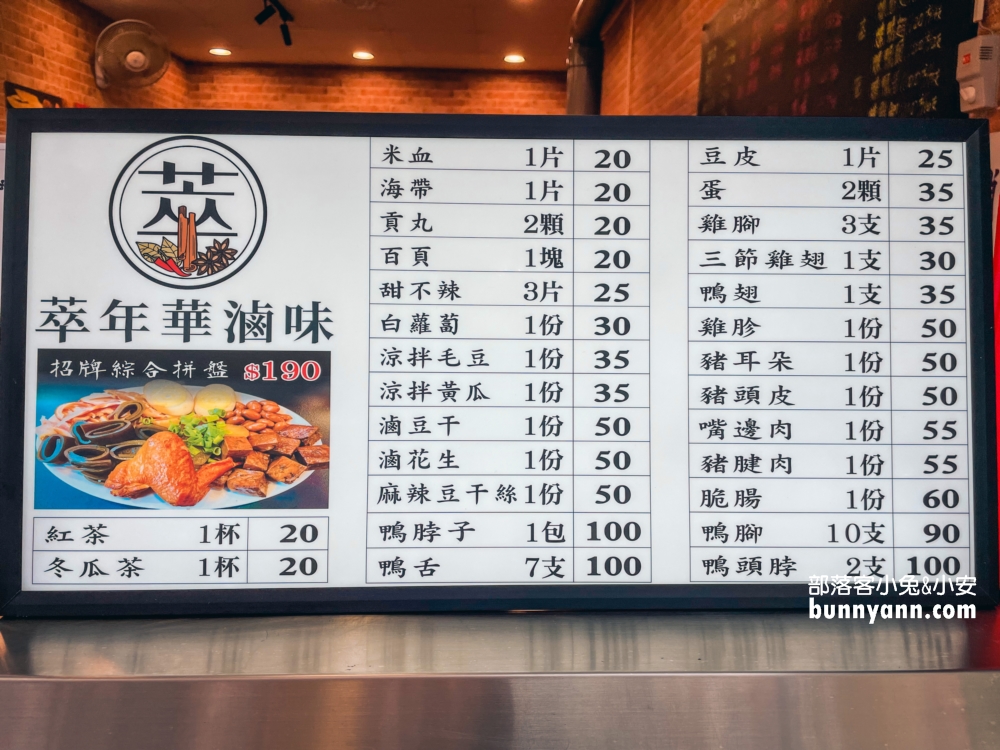 萃
萃年華滷味
招牌綜合拼盤 $190
紅茶 1杯 20
冬瓜茶 1杯 20
米血 1片 20
海帶 1片 20
貢丸 2顆 20
百頁 1塊 20
甜不辣 3片 25
白蘿蔔 1份 30
涼拌毛豆 1份 35
涼拌黃瓜 1份 35
滷豆干 1份 50
滷花生 1份 50
麻辣豆干絲 1份 50
鴨脖子 1包 100
鴨舌 7支 100
豆皮 1片 25
蛋 2顆 35
雞腳 3支 35
三節雞翅 1支 30
鴨翅 1支 35
雞胗 1份 50
豬耳朵 1份 50
豬頭皮 1份 50
嘴邊肉 1份 55
豬腱肉 1份 55
脆腸 1份 60
鴨腳 10支 90
鴨頭脖 2支 100
部落客小兔&小安
bunnyann.com